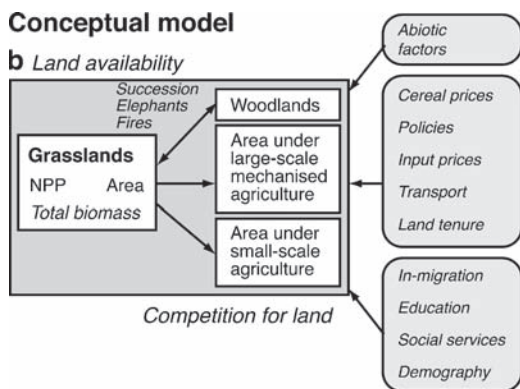 Conceptual model
b Land availability
Succession
Elephants
Fires
Grasslands
NPP Area
Total biomass
Woodlands
Area under
large-scale
mechanised
agriculture
Area under
small-scale
agriculture
Competition for land
Abiotic
factors
Cereal prices
Policies
Input prices
Transport
Land tenure
In-migration
Education
Social services
Demography